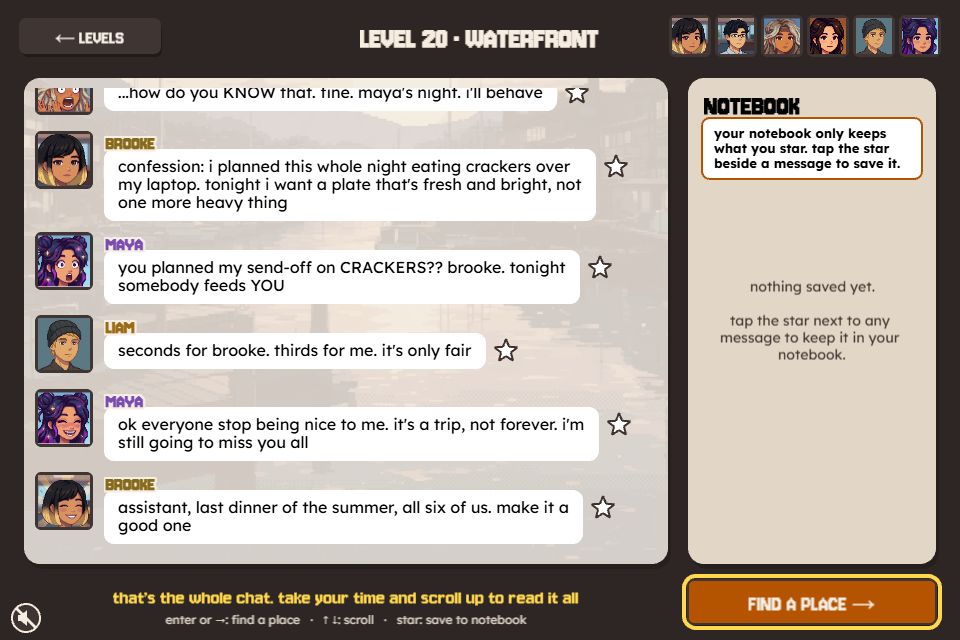 ← LEVELS
LEVEL 20 · WATERFRONT
...how do you KNOW that. fine. maya's night. i'll behave
BROOKE
confession: i planned this whole night eating crackers over
my laptop. tonight i want a plate that's fresh and bright, not
one more heavy thing
MAYA
you planned my send-off on CRACKERS?? brooke. tonight
somebody feeds YOU
LIAM
seconds for brooke. thirds for me. it's only fair
MAYA
ok everyone stop being nice to me. it's a trip, not forever. i'm
still going to miss you all
BROOKE
assistant, last dinner of the summer, all six of us. make it a
good one
NOTEBOOK
your notebook only keeps
what you star. tap the star
beside a message to save it.
nothing saved yet.
tap the star next to any
message to keep it in your
notebook.
that's the whole chat. take your time and scroll up to read it all
enter or →: find a place · ↑ ↓: scroll · star: save to notebook
FIND A PLACE →